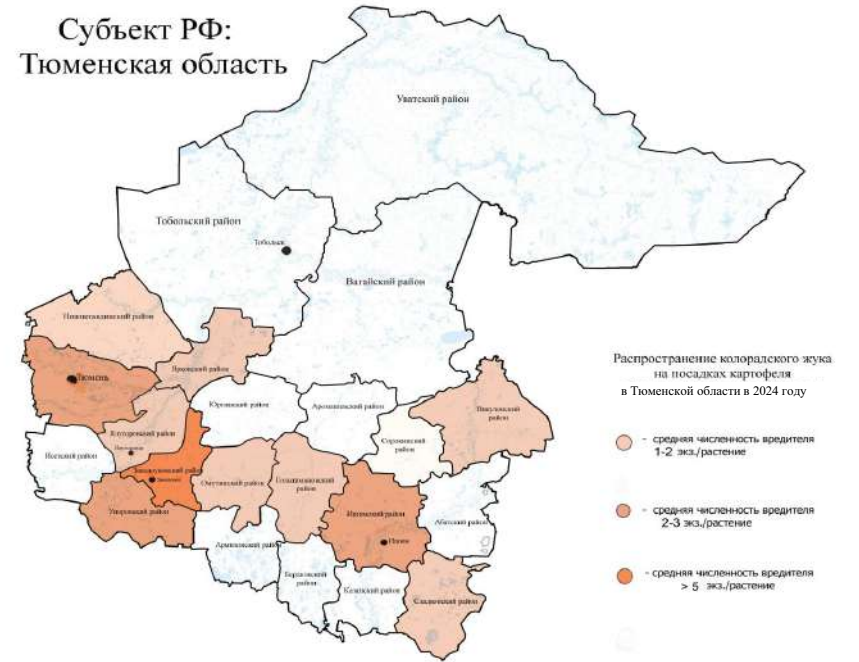 Субъект РФ:
Тюменская область
Уватский район
Тобольский район
Тобольск
Вагайский район
Нижнетавдинский район
Ярковский район
Тюмень
Юргинский район
Аромашевский район
Викуловский район
Ялуторовский район
Сорокинский
район
Исетский район
Заводоуковский район
Омутинский район
Голышмановский
район
Упоровский район
Ишимский район
Ишим
Абатский район
Армизонский район
Бердюжский
район
Казанский район
Сладковский район
Распространение колорадского жука
на посадках картофеля
в Тюменской области в 2024 году
- средняя численность вредителя
1-2 экз./растение
- средняя численность вредителя
2-3 экз./растение
- средняя численность вредителя
> 5 экз./растение